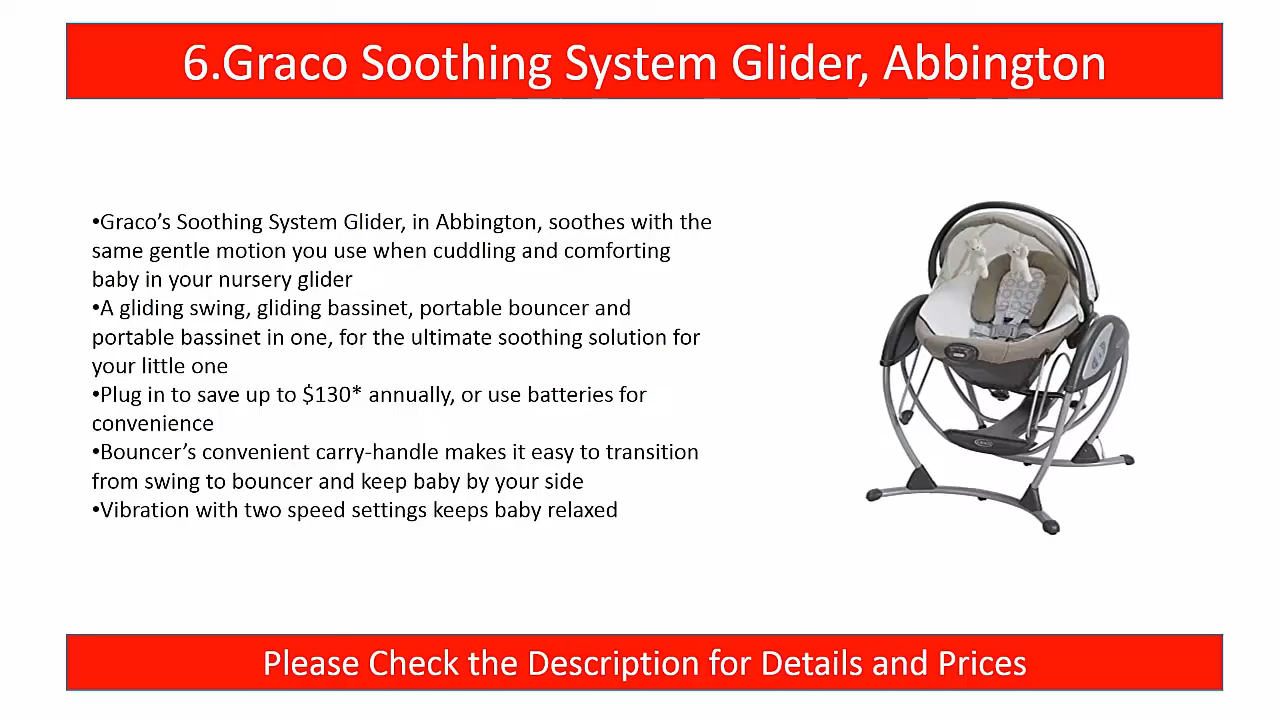 6.Graco Soothing System Glider, Abbington
•Graco’s Soothing System Glider, in Abbington, soothes with the
same gentle motion you use when cuddling and comforting
baby in your nursery glider
•A gliding swing, gliding bassinet, portable bouncer and
portable bassinet in one, for the ultimate soothing solution for
your little one
•Plug in to save up to $130* annually, or use batteries for
convenience
•Bouncer’s convenient carry-handle makes it easy to transition
from swing to bouncer and keep baby by your side
•Vibration with two speed settings keeps baby relaxed
Please Check the Description for Details and Prices